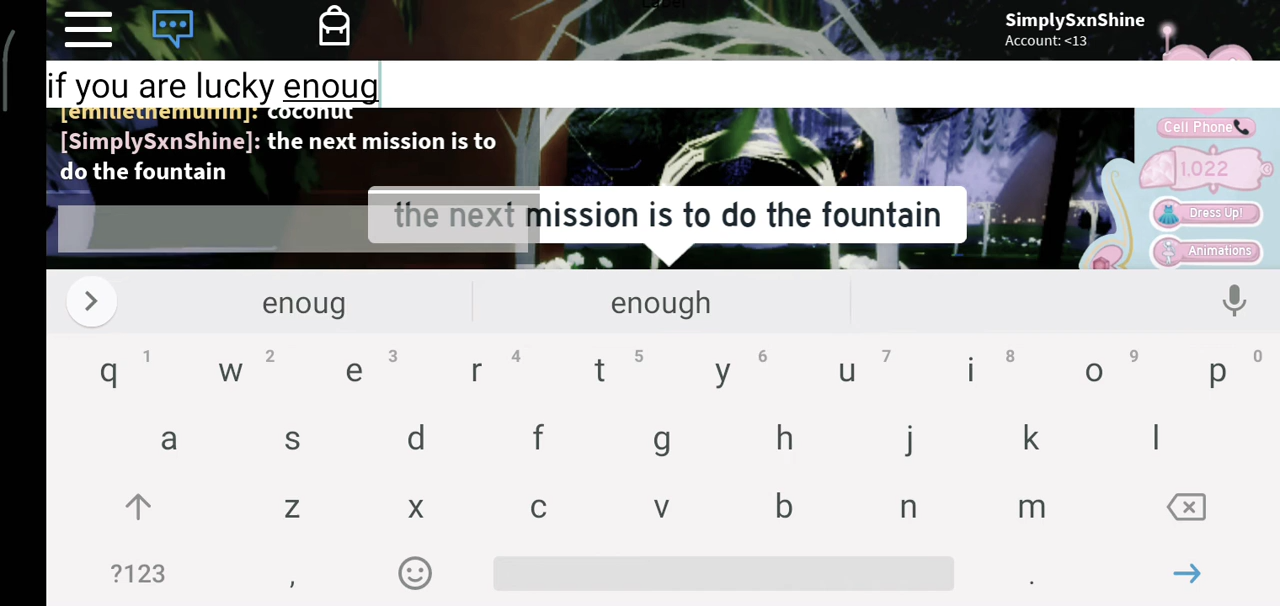 Label
SimplySxnShine
Account: <13
if you are lucky enoug
[emiliethemuffin]: coconut
[SimplySxnShine]: the next mission is to
do the fountain
Cell Phone
1,022
the next mission is to do the fountain
Dress Up!
Animations
enoug enough
q 1 w 2 e 3 r 4 t 5 y 6 u 7 i 8 o 9 p 0
a s d f g h j k l
z x c v b n m
?123 , .